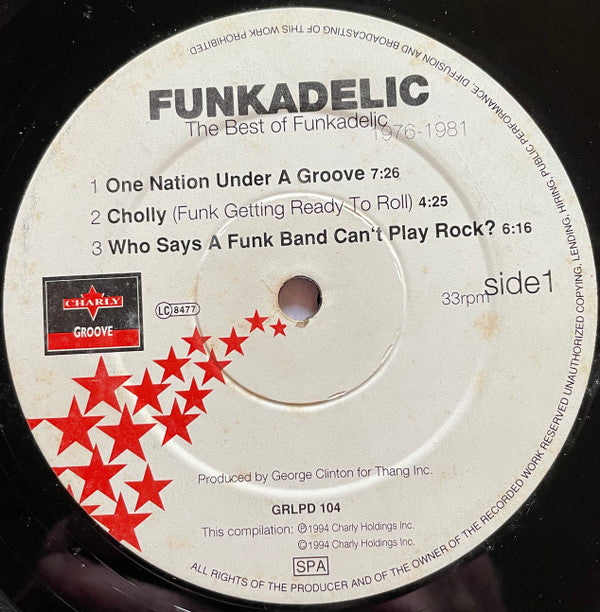 FUNKADELIC
The Best of Funkadelic 1976-1981
1 One Nation Under A Groove 7:26
2 Cholly (Funk Getting Ready To Roll) 4:25
3 Who Says A Funk Band Can't Play Rock? 6:16
33rpm side1
CHARLY
GROOVE
LC 8477
Produced by George Clinton for Thang Inc.
GRLPD 104
This compilation: ℗1994 Charly Holdings Inc.
©1994 Charly Holdings Inc.
SPA
ALL RIGHTS OF THE PRODUCER AND OF THE OWNER OF THE RECORDED WORK RESERVED UNAUTHORIZED COPYING, LENDING, HIRING, PUBLIC PERFORMANCE, DIFFUSION AND BROADCASTING OF THIS WORK PROHIBITED.